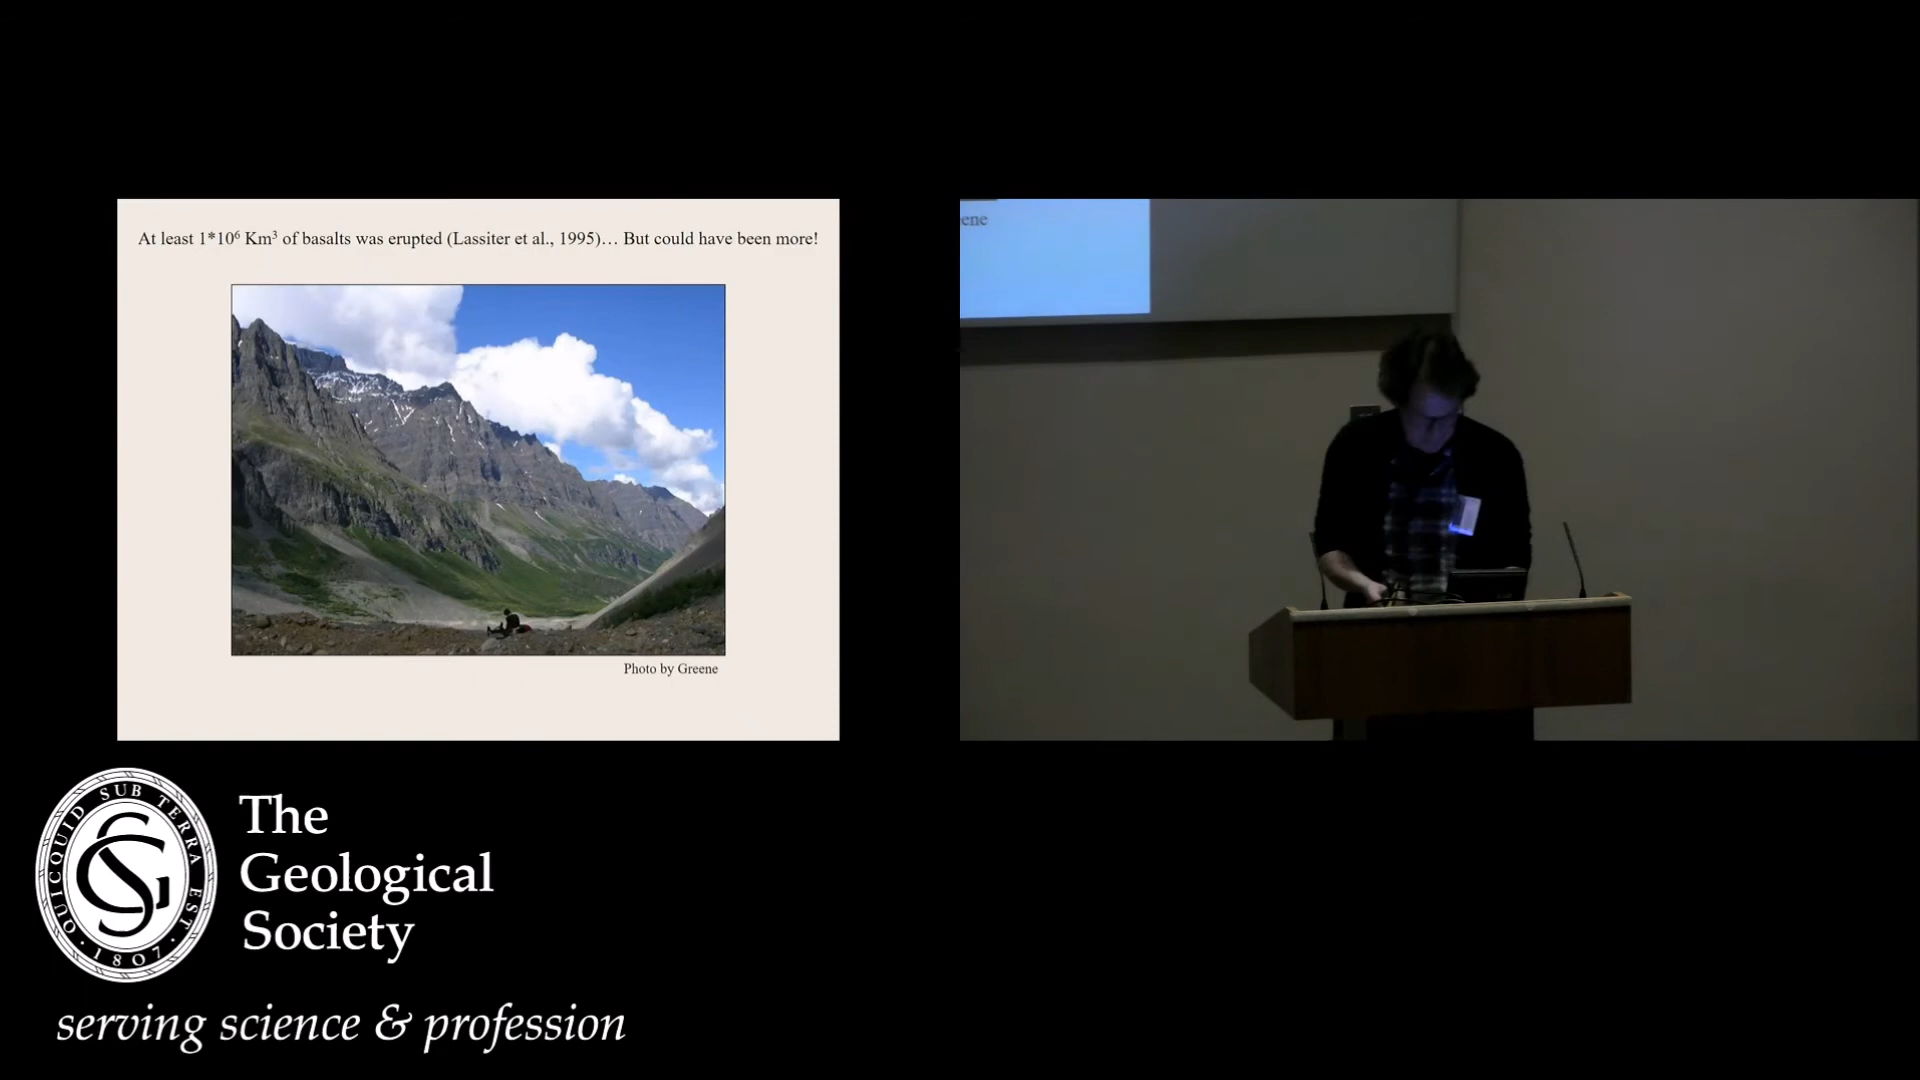 At least 1*10⁶ Km³ of basalts was erupted (Lassiter et al., 1995)… But could have been more!
Photo by Greene
ene
QUICQUID SUB TERRA EST
·1807·
GS
The
Geological
Society
serving science & profession